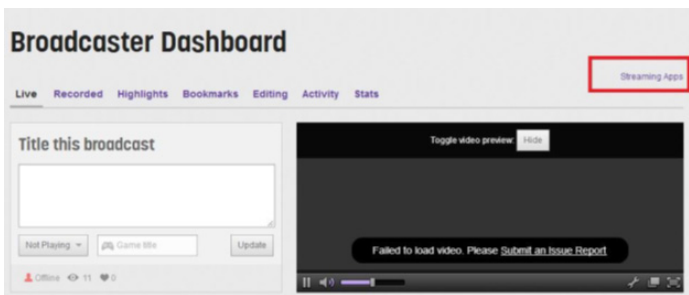 Broadcaster Dashboard
Streaming Apps
Live Recorded Highlights Bookmarks Editing Activity Stats
Title this broadcast
Toggle video preview: Hide
Not Playing Game title Update
Failed to load video. Please Submit an Issue Report
Offline 11 0